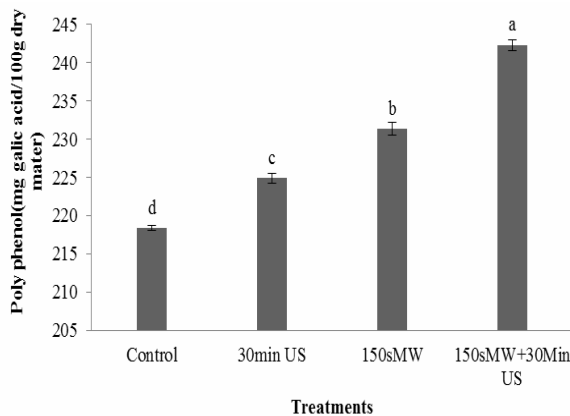 Poly phenol(mg galic acid/100g dry
mater)
245
240
235
230
225
220
215
210
205
d
c
b
a
Control
30min US
150sMW
150sMW+30Min
US
Treatments